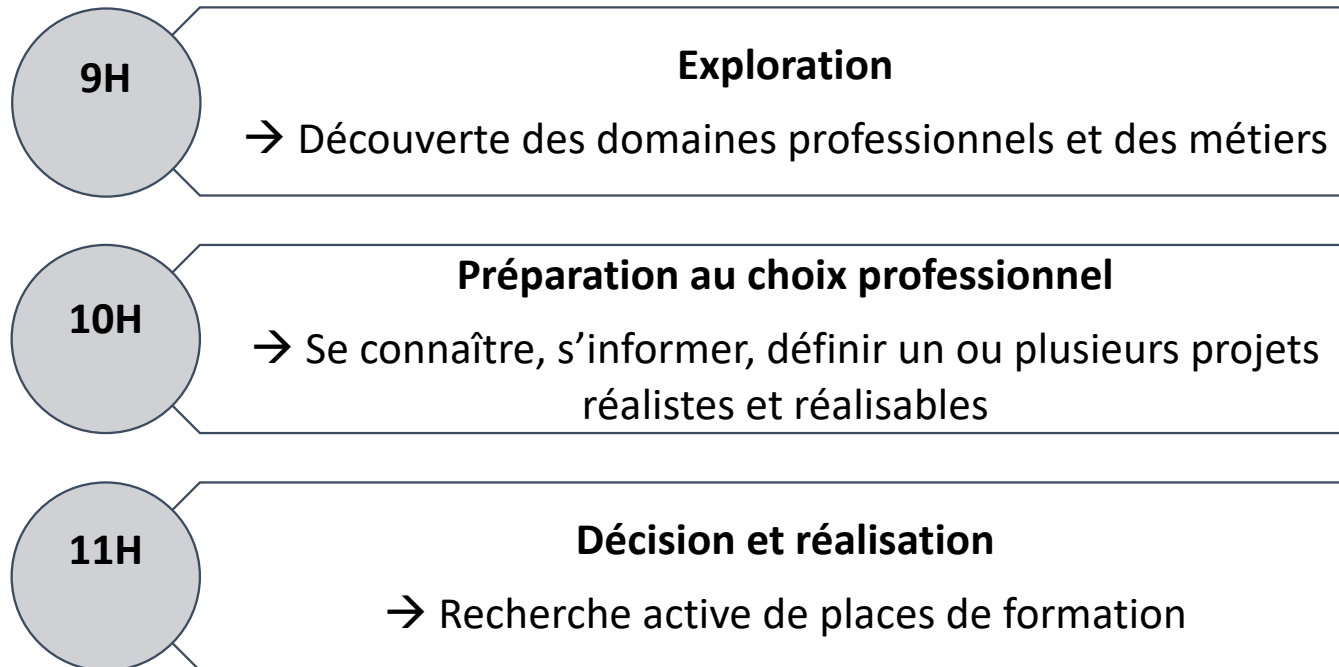 9H
Exploration
→ Découverte des domaines professionnels et des métiers
10H
Préparation au choix professionnel
→ Se connaître, s’informer, définir un ou plusieurs projets
réalistes et réalisables
11H
Décision et réalisation
→ Recherche active de places de formation